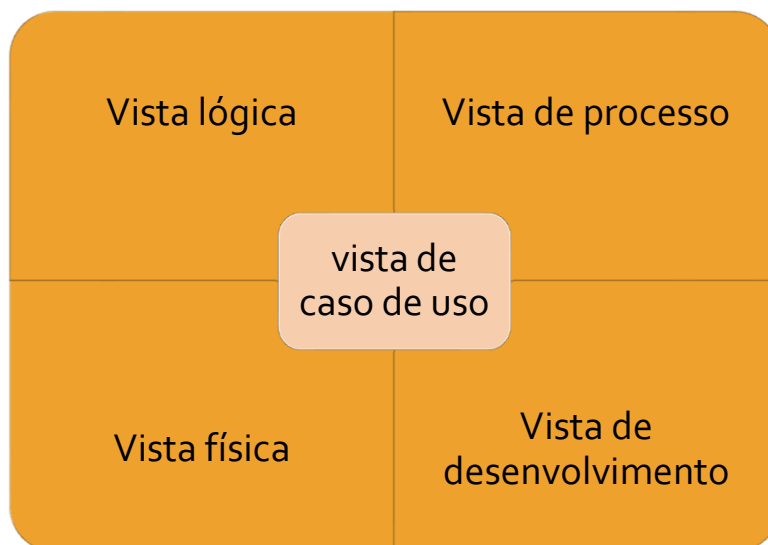 Vista lógica
Vista de processo
vista de
caso de uso
Vista física
Vista de
desenvolvimento